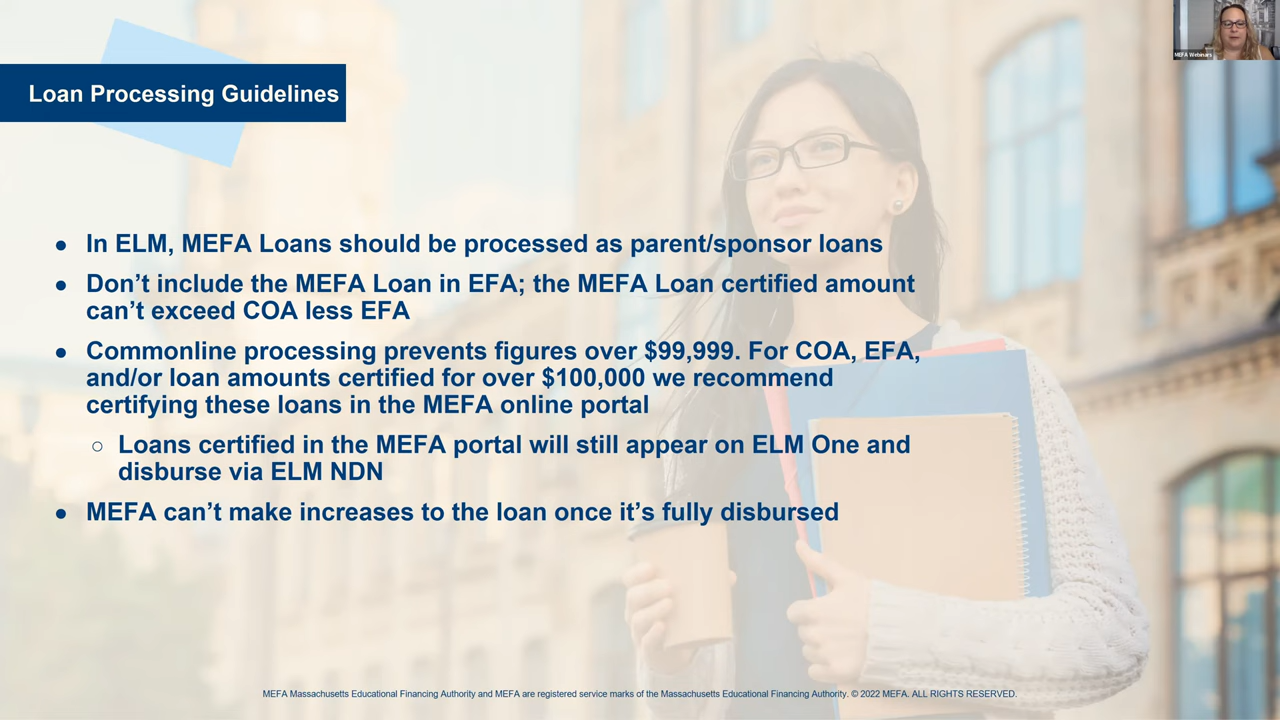 MEFA Webinars
Loan Processing Guidelines
● In ELM, MEFA Loans should be processed as parent/sponsor loans
● Don’t include the MEFA Loan in EFA; the MEFA Loan certified amount
can’t exceed COA less EFA
● Commonline processing prevents figures over $99,999. For COA, EFA,
and/or loan amounts certified for over $100,000 we recommend
certifying these loans in the MEFA online portal
○ Loans certified in the MEFA portal will still appear on ELM One and
disburse via ELM NDN
● MEFA can’t make increases to the loan once it’s fully disbursed
MEFA Massachusetts Educational Financing Authority and MEFA are registered service marks of the Massachusetts Educational Financing Authority. © 2022 MEFA. ALL RIGHTS RESERVED.